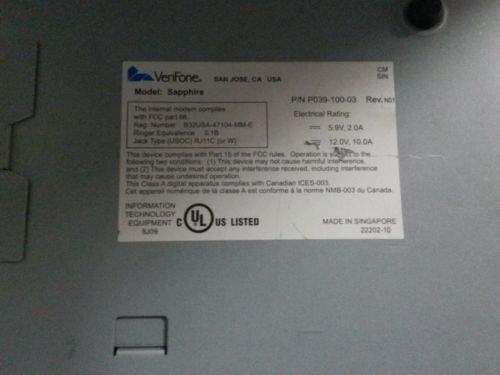 VeriFone® SAN JOSE, CA USA
CM
SIN
Model: Sapphire
P/N P039-100-03 Rev. N01
The internal modem complies
with FCC part 68.
Reg. Number B32USA-47104-MM-E
Ringer Equivalence 0.1B
Jack Type (USOC) RJ11C (or W)
Electrical Rating:
5.9V, 2.0A
12.0V, 10.0A
This device complies with Part 15 of the FCC rules. Operation is subject to the
following two conditions: (1) This device may not cause harmful interference,
and (2) This device must accept any interference received, including interference
that may cause undesired operation.
This Class A digital apparatus complies with Canadian ICES-003.
Cet appareil numérique de la classe A est conforme à la norme NMB-003 du Canada.
INFORMATION
TECHNOLOGY
EQUIPMENT
8J09
C UL US LISTED
MADE IN SINGAPORE
22202-10